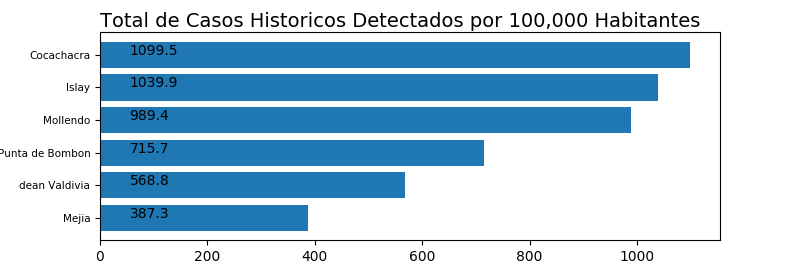 Total de Casos Historicos Detectados por 100,000 Habitantes
Cocachacra 1099.5
Islay 1039.9
Mollendo 989.4
Punta de Bombon 715.7
dean Valdivia 568.8
Mejia 387.3
0 200 400 600 800 1000